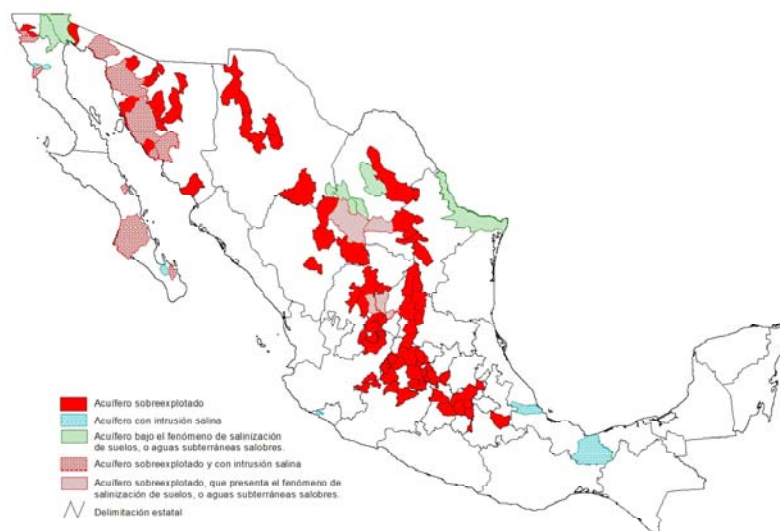 Acuífero sobreexplotado
Acuífero con intrusión salina
Acuífero bajo el fenómeno de salinización
de suelos, o aguas subterráneas salobres.
Acuífero sobreexplotado y con intrusión salina
Acuífero sobreexplotado, que presenta el fenómeno de
salinización de suelos, o aguas subterráneas salobres.
Delimitación estatal